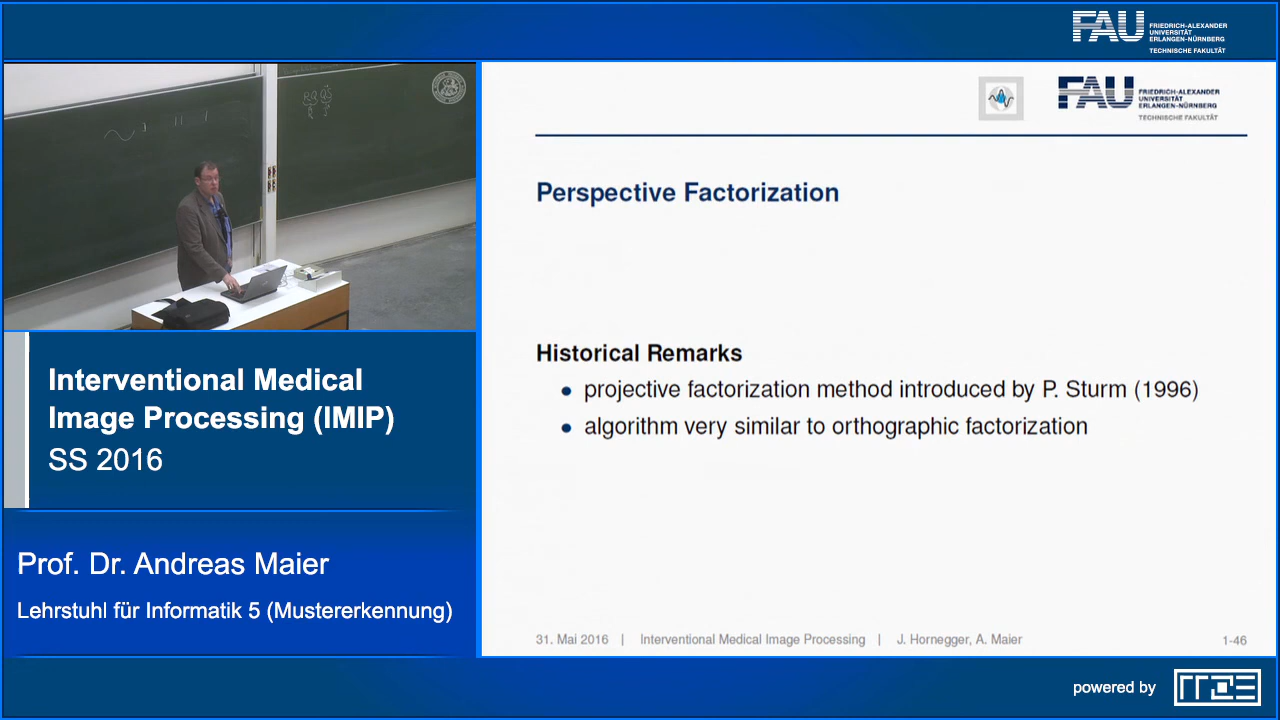 FAU
FRIEDRICH-ALEXANDER
UNIVERSITÄT
ERLANGEN-NÜRNBERG
TECHNISCHE FAKULTÄT
FAU
FRIEDRICH-ALEXANDER
UNIVERSITÄT
ERLANGEN-NÜRNBERG
TECHNISCHE FAKULTÄT
Perspective Factorization
Historical Remarks
• projective factorization method introduced by P. Sturm (1996)
• algorithm very similar to orthographic factorization
31. Mai 2016 | Interventional Medical Image Processing | J. Hornegger, A. Maier 1-46
Interventional Medical
Image Processing (IMIP)
SS 2016
Prof. Dr. Andreas Maier
Lehrstuhl für Informatik 5 (Mustererkennung)
powered by